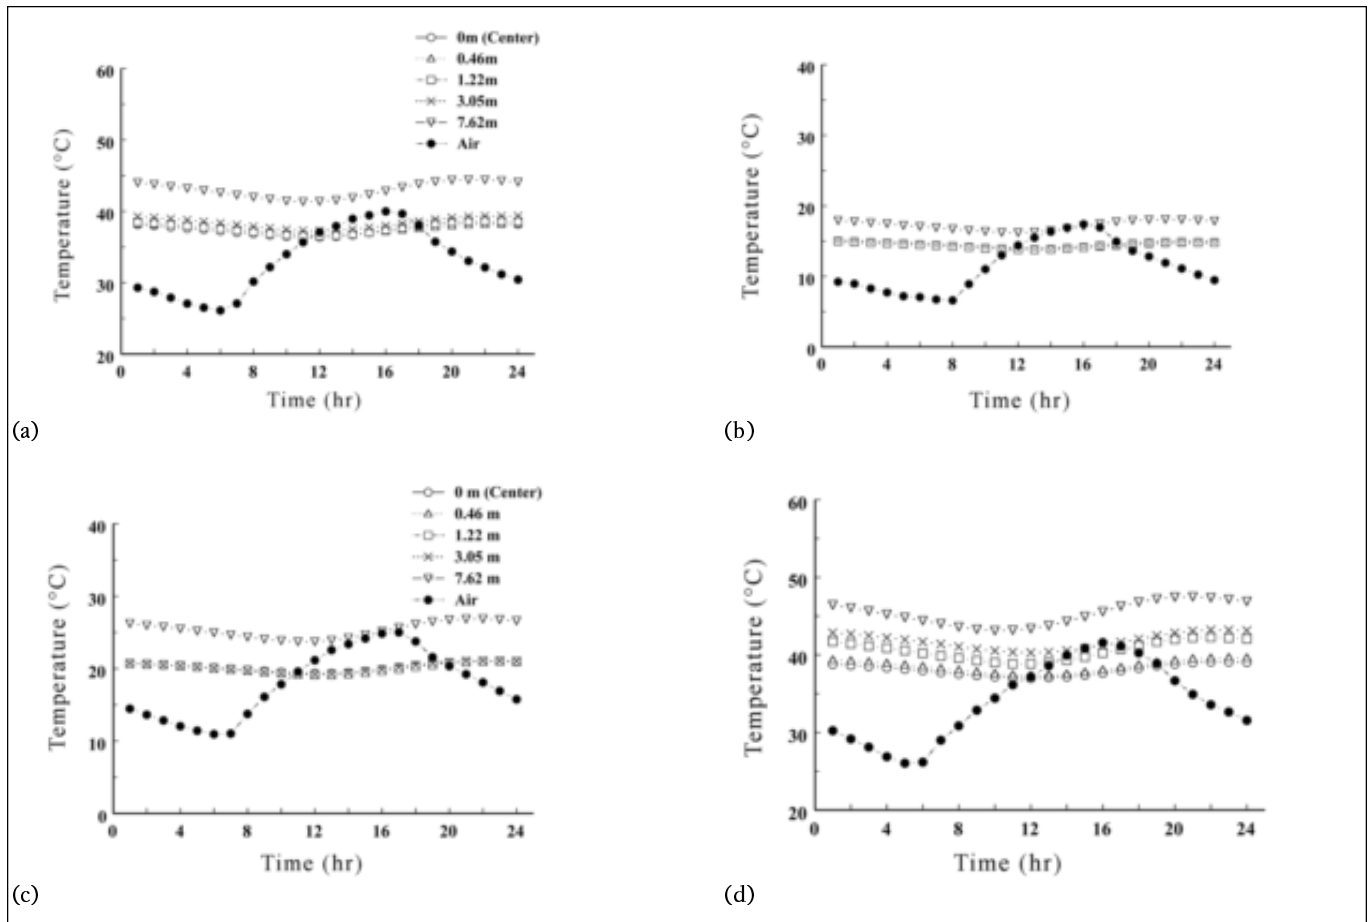 0m (Center)
0.46m
1.22m
3.05m
7.62m
Air
60
50
40
30
20
Temperature (°C)
0 4 8 12 16 20 24
Time (hr)
(a)
40
30
20
10
0
Temperature (°C)
0 4 8 12 16 20 24
Time (hr)
(b)
0 m (Center)
0.46 m
1.22 m
3.05 m
7.62 m
Air
40
30
20
10
0
Temperature (°C)
0 4 8 12 16 20 24
Time (hr)
(c)
60
50
40
30
20
Temperature (°C)
0 4 8 12 16 20 24
Time (hr)
(d)